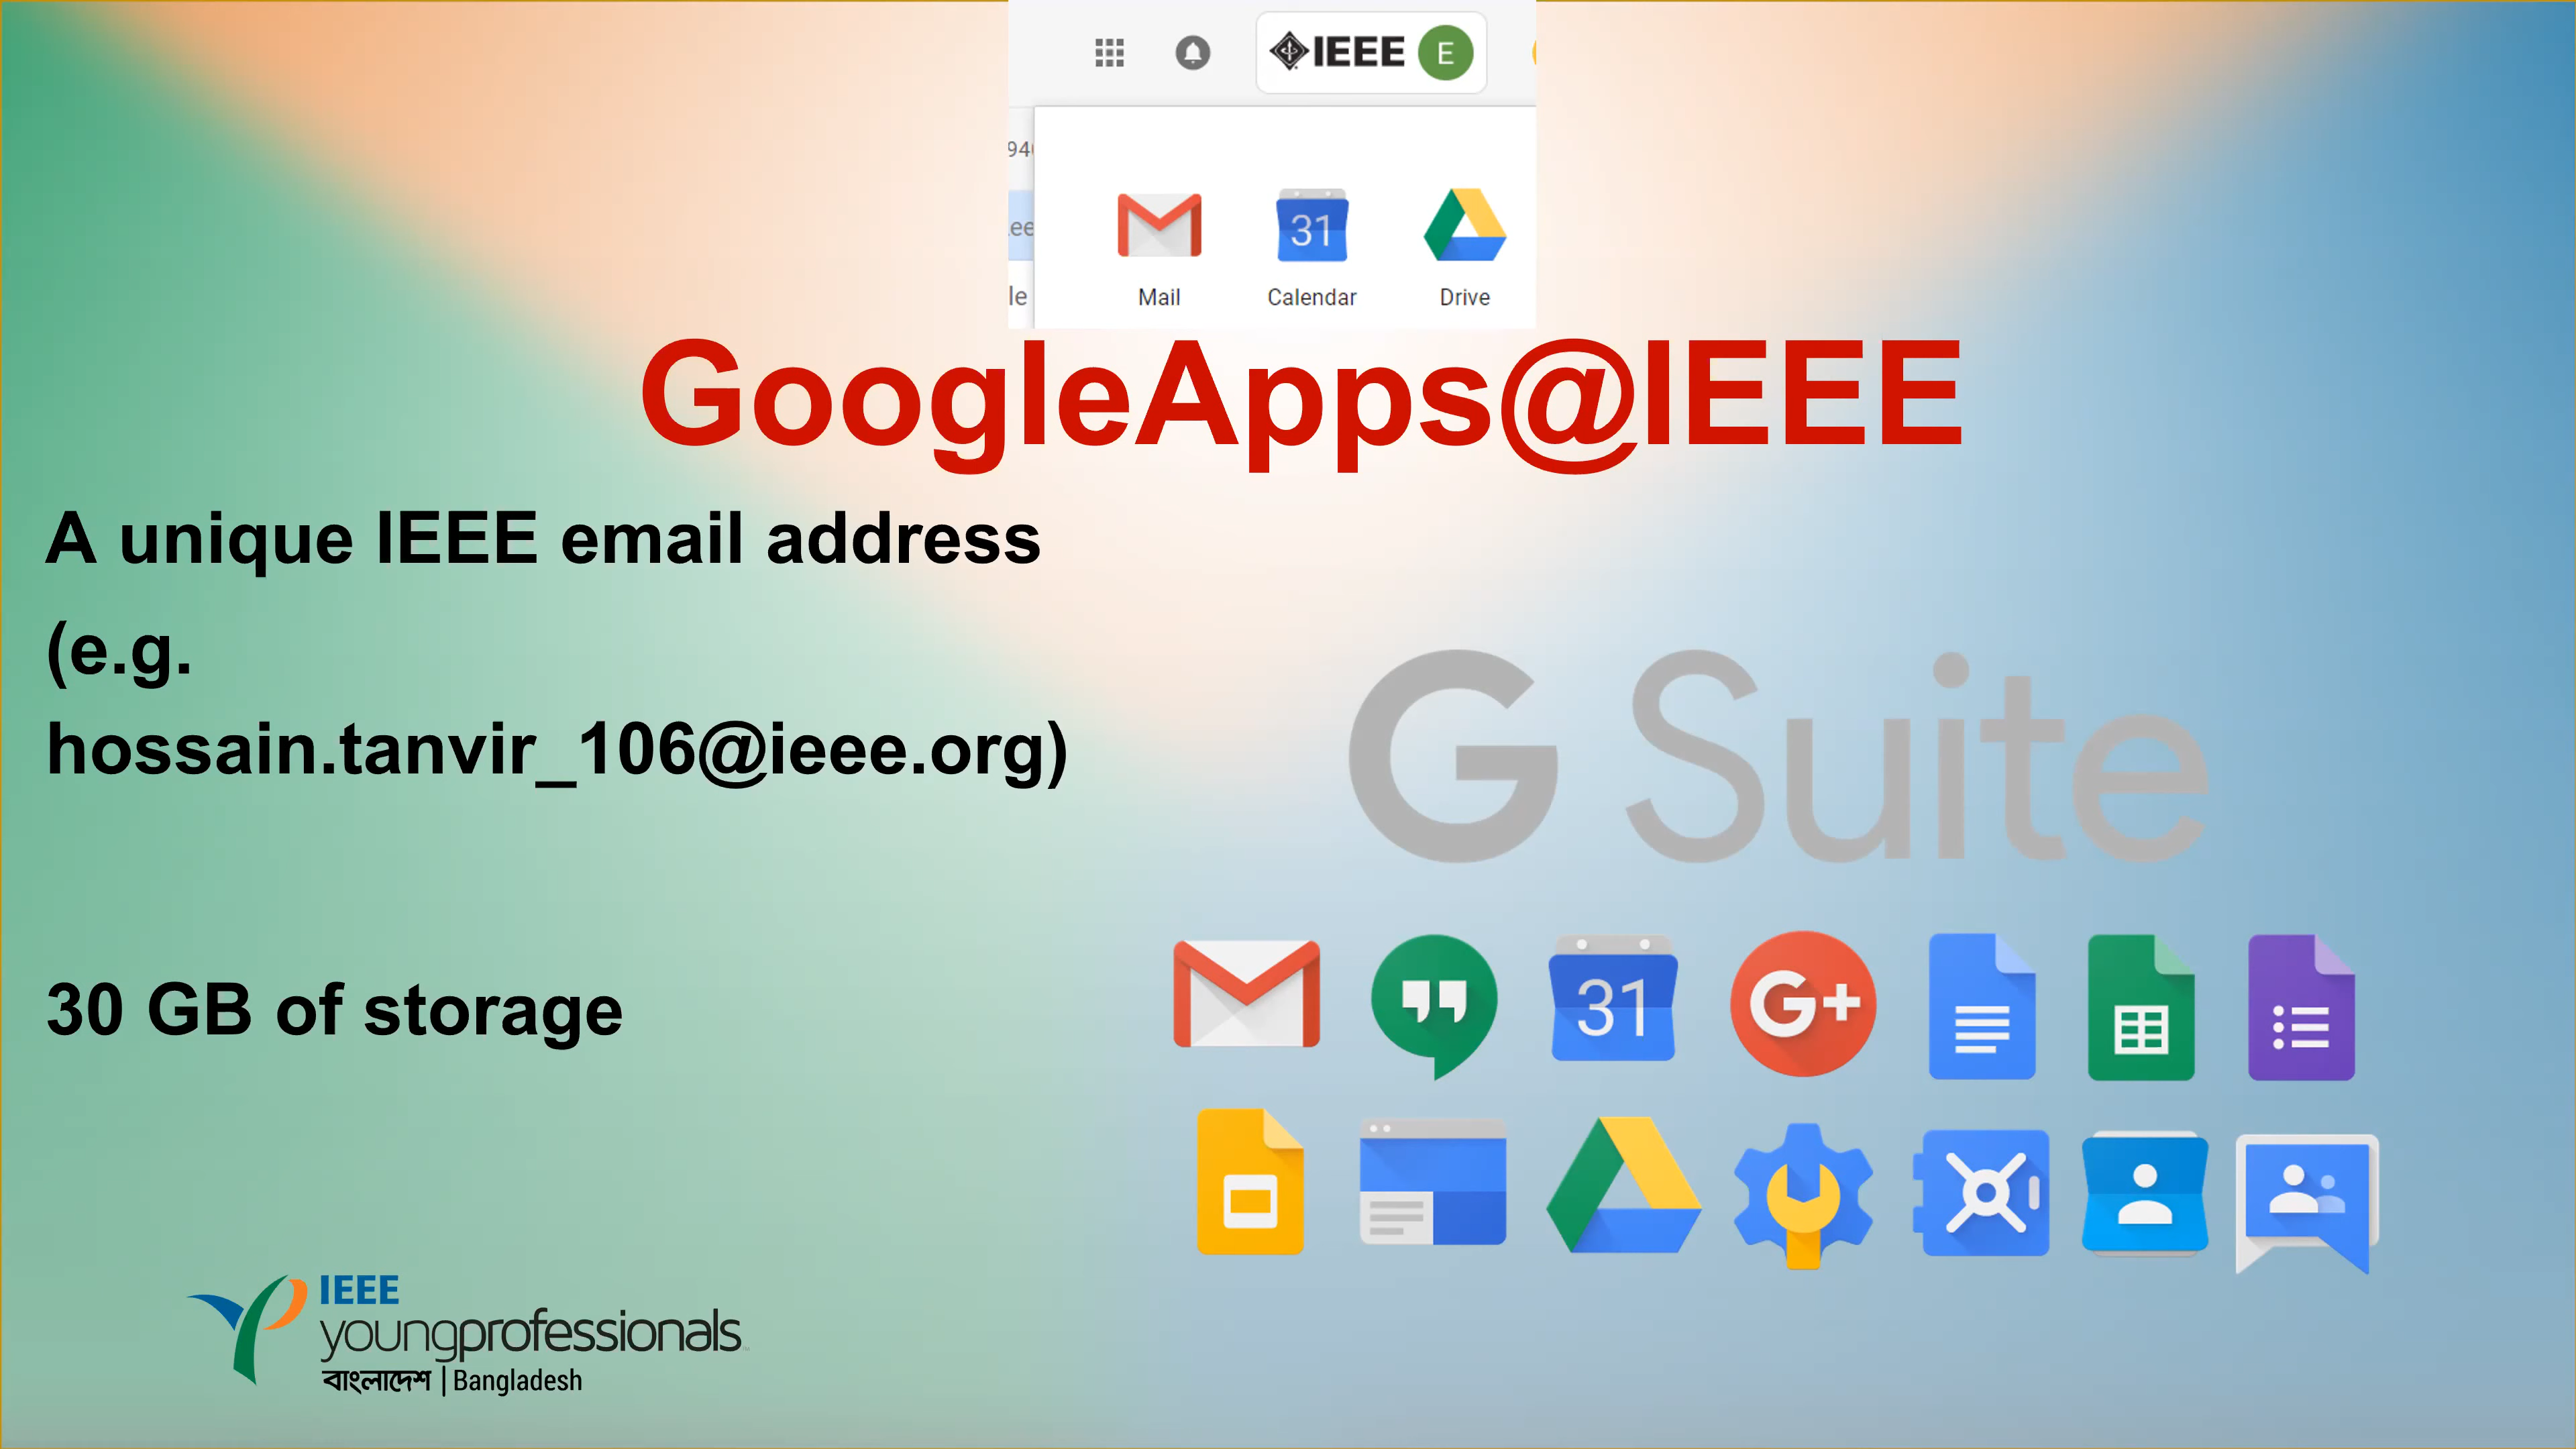 IEEE E
94
ee
31
Mail Calendar Drive
le
GoogleApps@IEEE
A unique IEEE email address
(e.g.
hossain.tanvir_106@ieee.org)
30 GB of storage
G Suite
31 G+
IEEE
youngprofessionals
বাংলাদেশ | Bangladesh